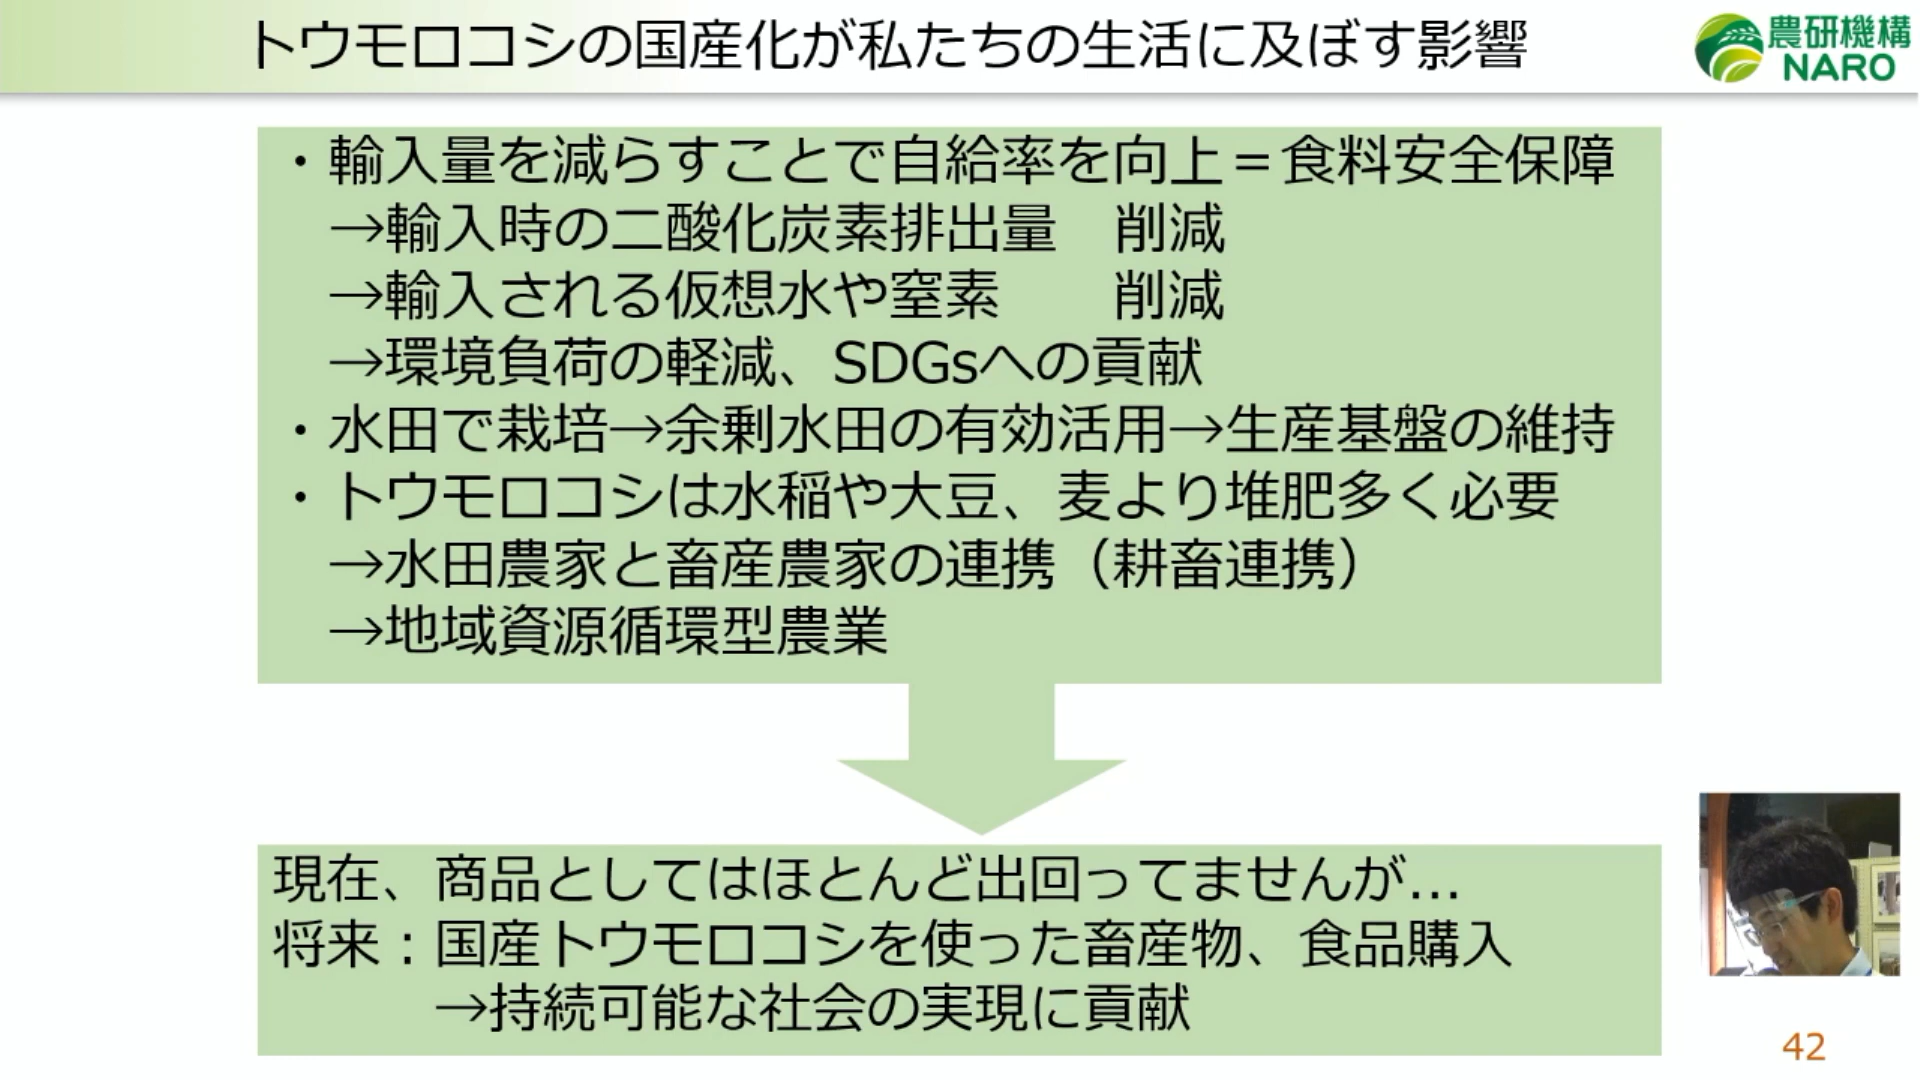 トウモロコシの国産化が私たちの生活に及ぼす影響
農研機構
NARO
・輸入量を減らすことで自給率を向上＝食料安全保障
→輸入時の二酸化炭素排出量　削減
→輸入される仮想水や窒素　　削減
→環境負荷の軽減、SDGsへの貢献
・水田で栽培→余剰水田の有効活用→生産基盤の維持
・トウモロコシは水稲や大豆、麦より堆肥多く必要
→水田農家と畜産農家の連携（耕畜連携）
→地域資源循環型農業
現在、商品としてはほとんど出回ってませんが…
将来：国産トウモロコシを使った畜産物、食品購入
→持続可能な社会の実現に貢献
42